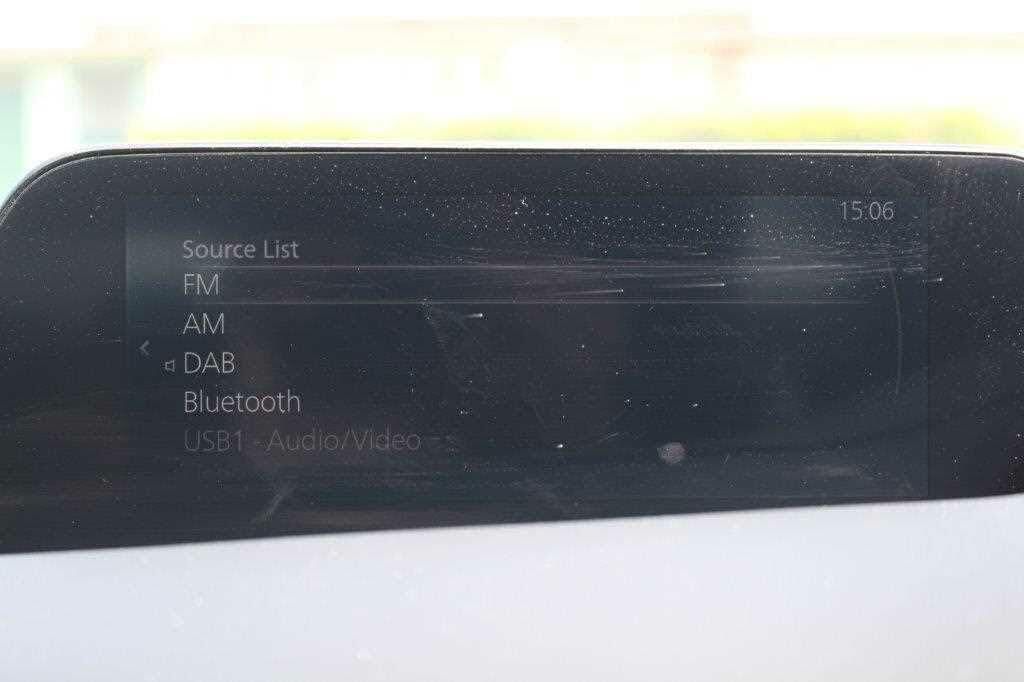 15:06
Source List
FM
AM
DAB
Bluetooth
USB1 - Audio/Video